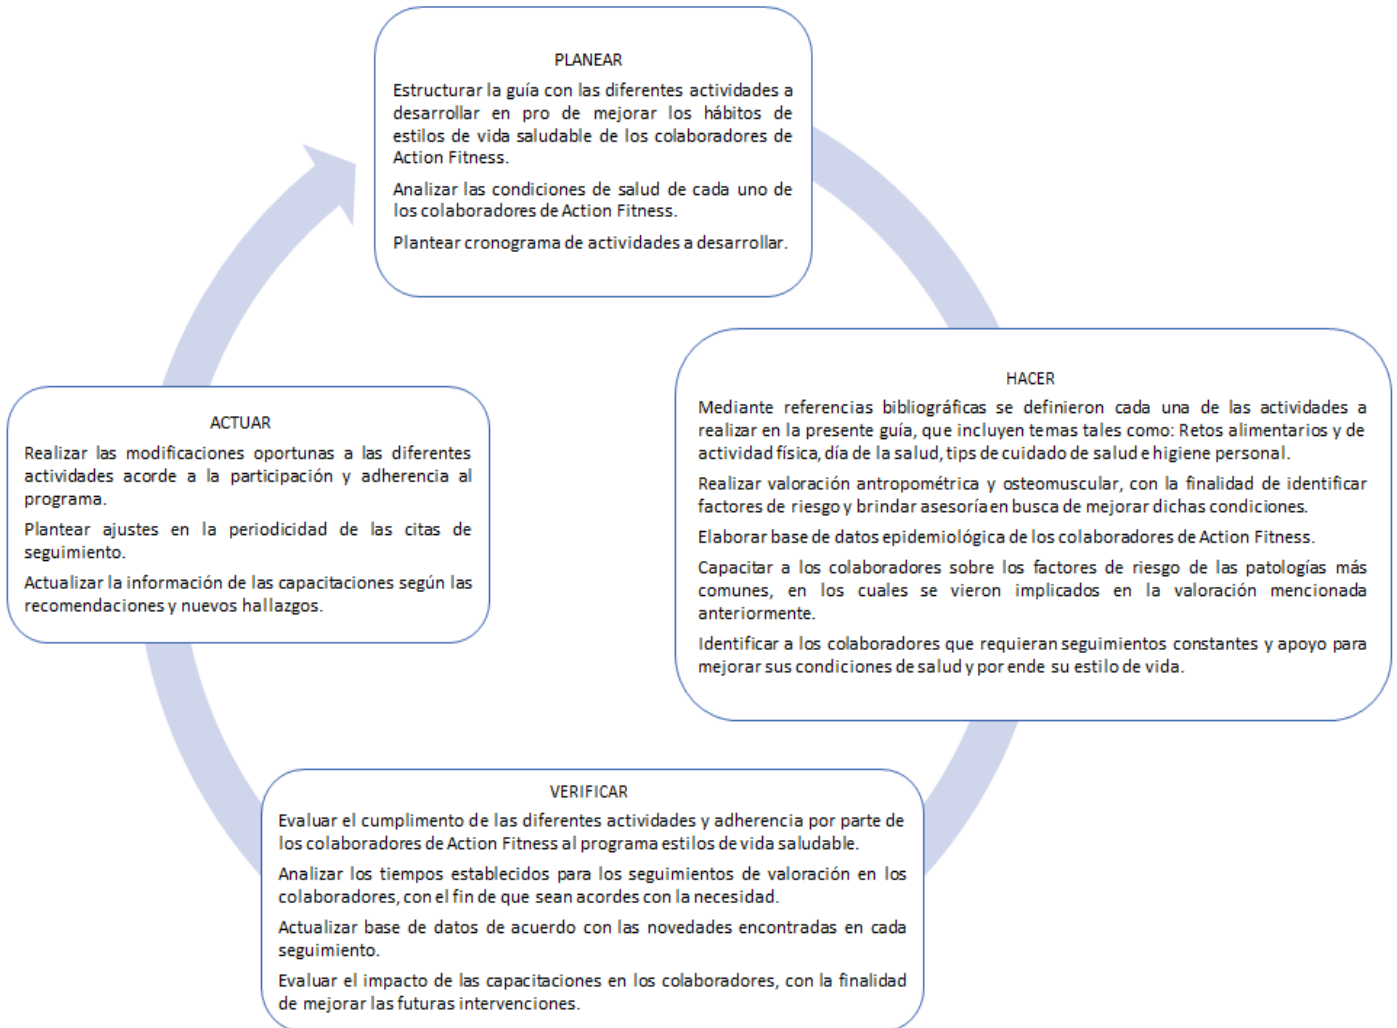 PLANEAR
Estructurar la guía con las diferentes actividades a
desarrollar en pro de mejorar los hábitos de
estilos de vida saludable de los colaboradores de
Action Fitness.
Analizar las condiciones de salud de cada uno de
los colaboradores de Action Fitness.
Plantear cronograma de actividades a desarrollar.
HACER
Mediante referencias bibliográficas se definieron cada una de las actividades a
realizar en la presente guía, que incluyen temas tales como: Retos alimentarios y de
actividad física, día de la salud, tips de cuidado de salud e higiene personal.
Realizar valoración antropométrica y osteomuscular, con la finalidad de identificar
factores de riesgo y brindar asesoría en busca de mejorar dichas condiciones.
Elaborar base de datos epidemiológica de los colaboradores de Action Fitness.
Capacitar a los colaboradores sobre los factores de riesgo de las patologías más
comunes, en los cuales se vieron implicados en la valoración mencionada
anteriormente.
Identificar a los colaboradores que requieran seguimientos constantes y apoyo para
mejorar sus condiciones de salud y por ende su estilo de vida.
VERIFICAR
Evaluar el cumplimento de las diferentes actividades y adherencia por parte de
los colaboradores de Action Fitness al programa estilos de vida saludable.
Analizar los tiempos establecidos para los seguimientos de valoración en los
colaboradores, con el fin de que sean acordes con la necesidad.
Actualizar base de datos de acuerdo con las novedades encontradas en cada
seguimiento.
Evaluar el impacto de las capacitaciones en los colaboradores, con la finalidad
de mejorar las futuras intervenciones.
ACTUAR
Realizar las modificaciones oportunas a las diferentes
actividades acorde a la participación y adherencia al
programa.
Plantear ajustes en la periodicidad de las citas de
seguimiento.
Actualizar la información de las capacitaciones según las
recomendaciones y nuevos hallazgos.